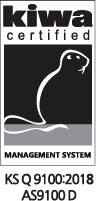 kiwa
certified
MANAGEMENT SYSTEM
KS Q 9100:2018
AS9100 D